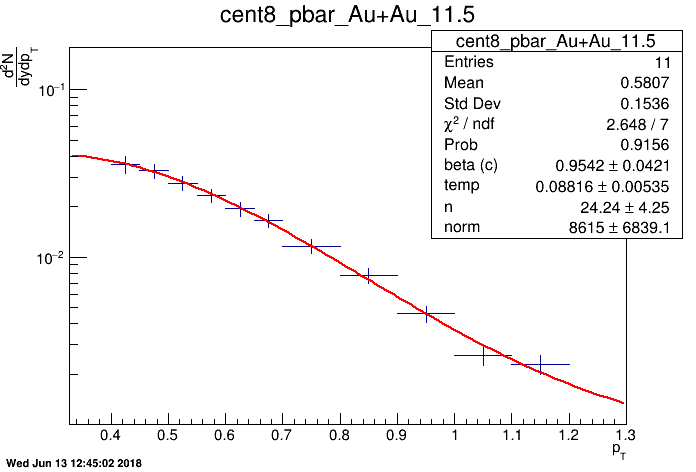 cent8_pbar_Au+Au_11.5
d²N
dydp_T
cent8_pbar_Au+Au_11.5
Entries 11
Mean 0.5807
Std Dev 0.1536
χ² / ndf 2.648 / 7
Prob 0.9156
beta (c) 0.9542 ± 0.0421
temp 0.08816 ± 0.00535
n 24.24 ± 4.25
norm 8615 ± 6839.1
10⁻¹
10⁻²
0.4 0.5 0.6 0.7 0.8 0.9 1 1.1 1.2 1.3
p_T
Wed Jun 13 12:45:02 2018